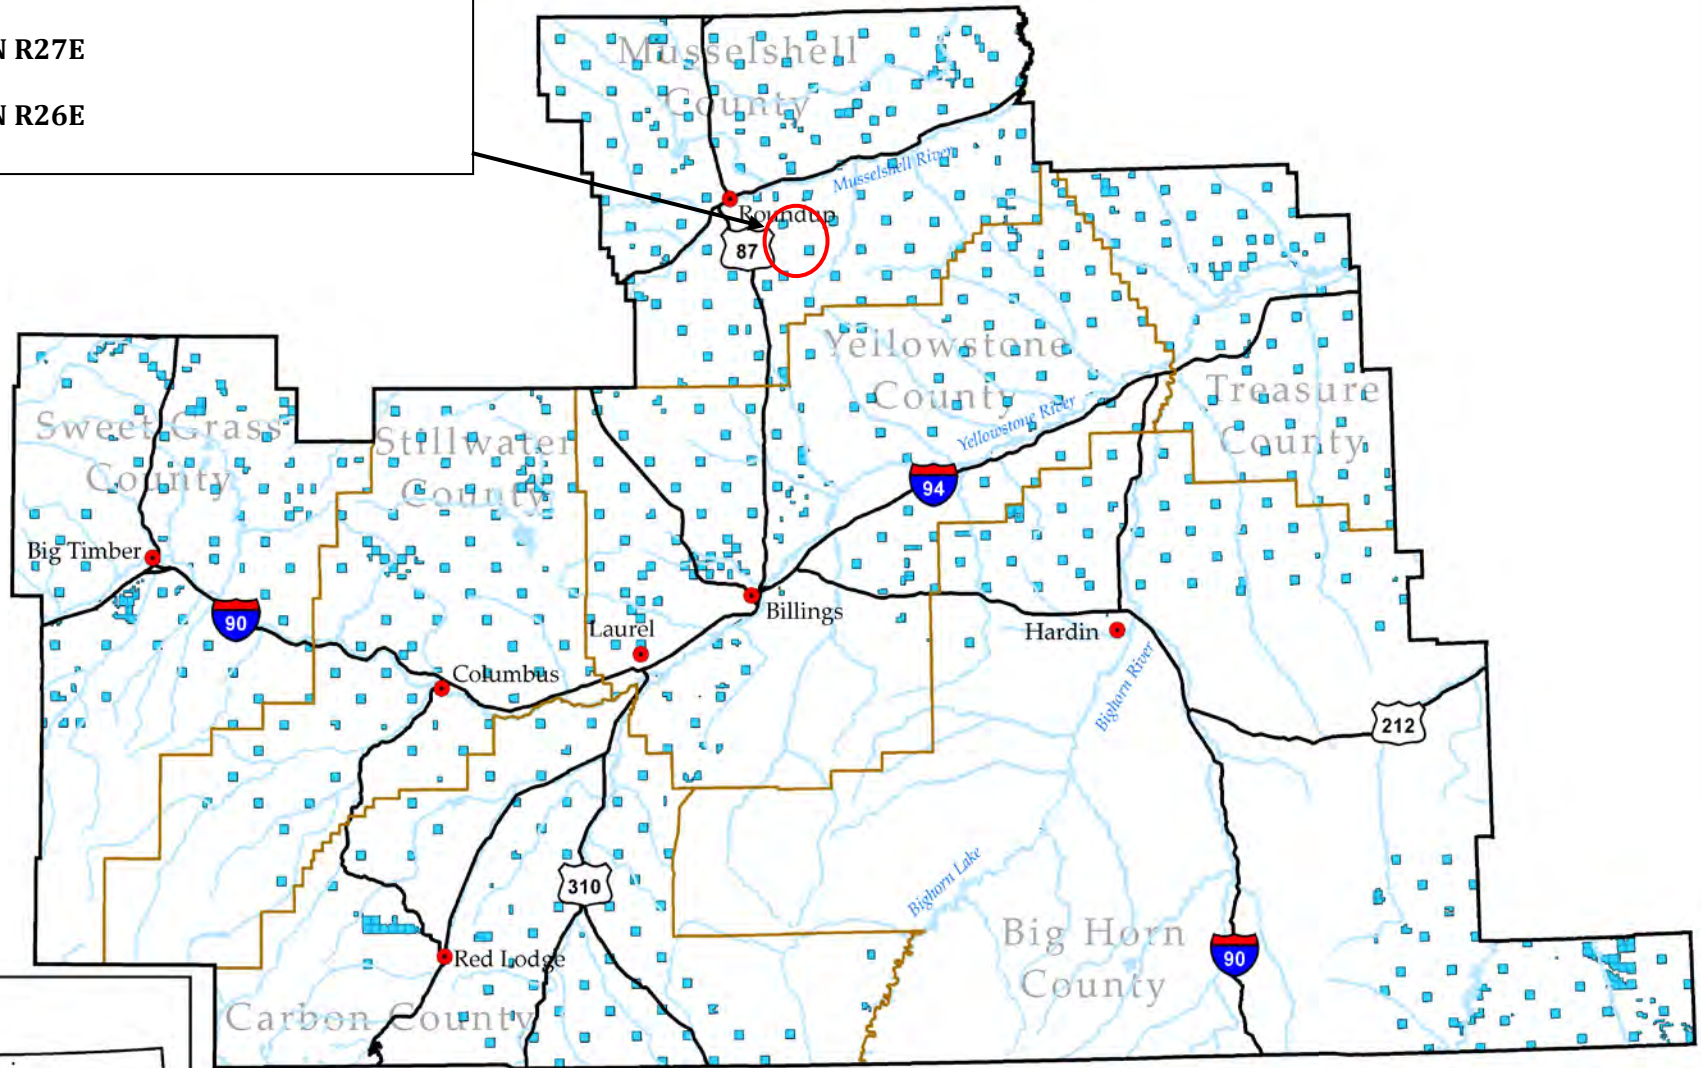 N R27E
N R26E
Musselshell
County
Musselshell River
Roundup
87
Yellowstone
County
Yellowstone River
Treasure
County
Sweet Grass
County
Stillwater
County
94
Big Timber
90
Billings
Laurel
Columbus
Hardin
Bighorn River
212
310
Bighorn Lake
Big Horn
County
90
Red Lodge
Carbon County